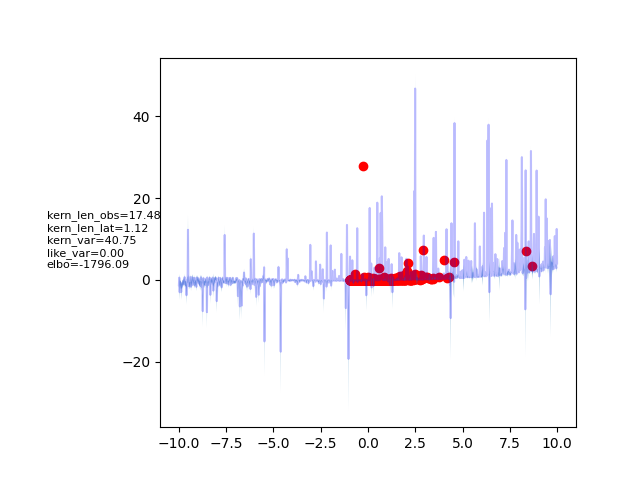 40
20
0
−20
kern_len_obs=17.48
kern_len_lat=1.12
kern_var=40.75
like_var=0.00
elbo=-1796.09
−10.0 −7.5 −5.0 −2.5 0.0 2.5 5.0 7.5 10.0